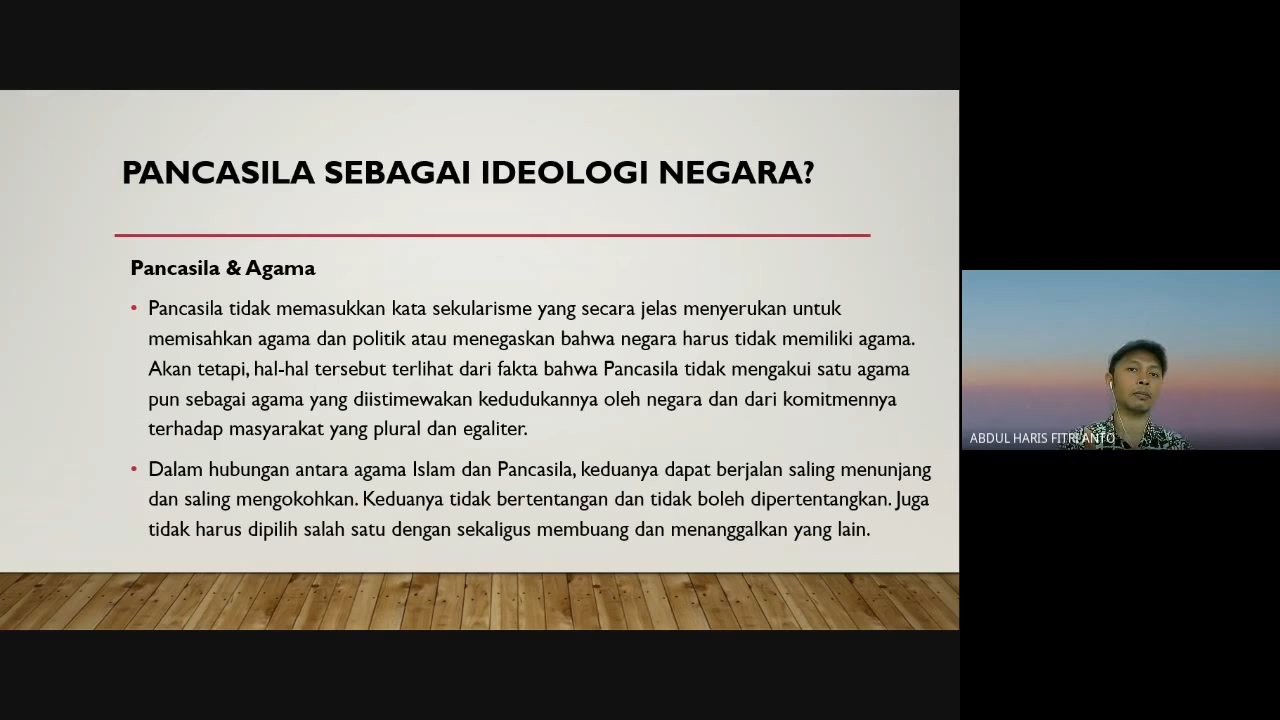 PANCASILA SEBAGAI IDEOLOGI NEGARA?
Pancasila & Agama
• Pancasila tidak memasukkan kata sekularisme yang secara jelas menyerukan untuk
memisahkan agama dan politik atau menegaskan bahwa negara harus tidak memiliki agama.
Akan tetapi, hal-hal tersebut terlihat dari fakta bahwa Pancasila tidak mengakui satu agama
pun sebagai agama yang diistimewakan kedudukannya oleh negara dan dari komitmennya
terhadap masyarakat yang plural dan egaliter.
• Dalam hubungan antara agama Islam dan Pancasila, keduanya dapat berjalan saling menunjang
dan saling mengokohkan. Keduanya tidak bertentangan dan tidak boleh dipertentangkan. Juga
tidak harus dipilih salah satu dengan sekaligus membuang dan menanggalkan yang lain.
ABDUL HARIS FITRI ANTO